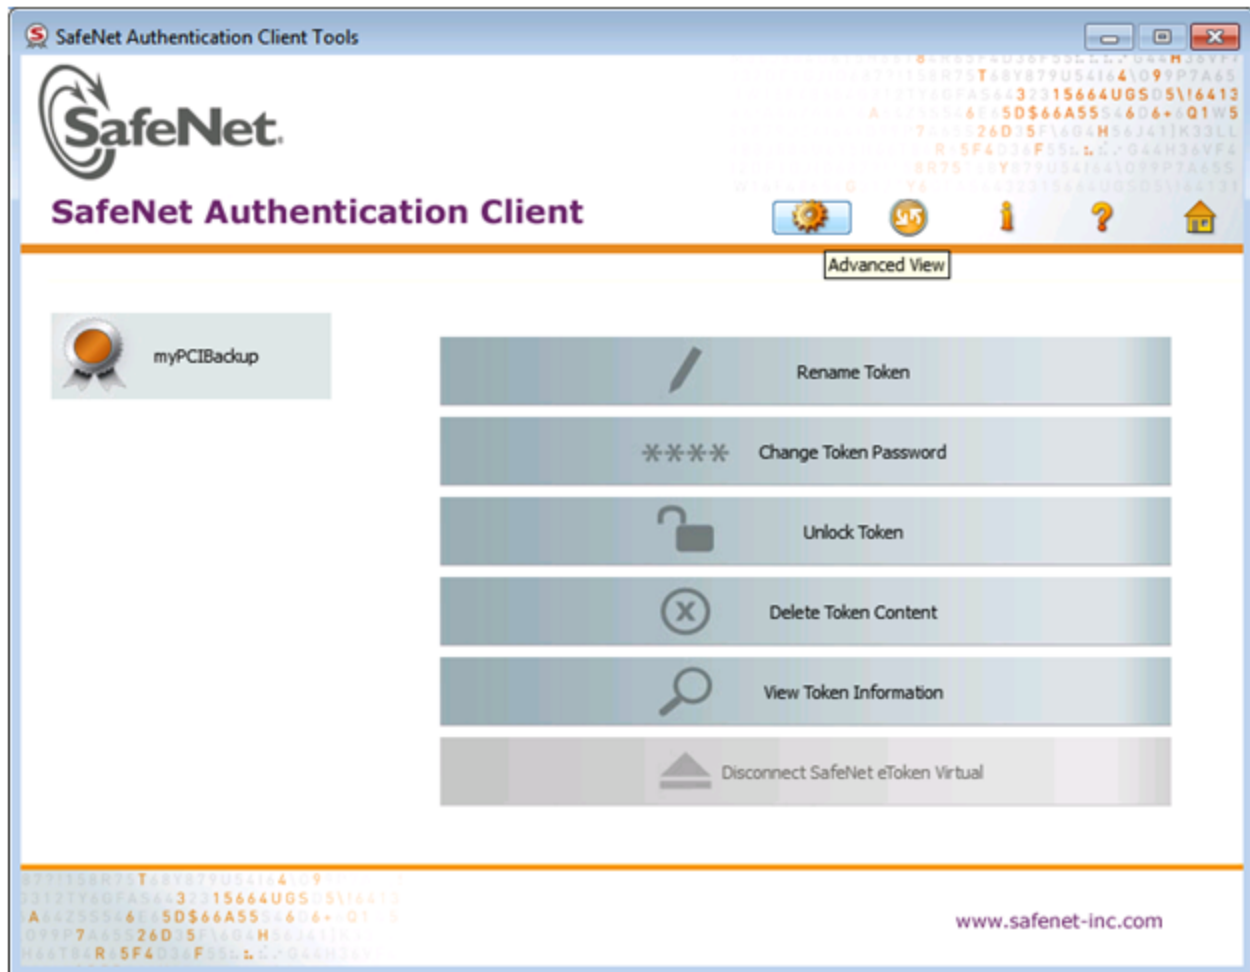 SafeNet Authentication Client Tools
SafeNet.
SafeNet Authentication Client
Advanced View
myPCIBackup
Rename Token
**** Change Token Password
Unlock Token
Delete Token Content
View Token Information
Disconnect SafeNet eToken Virtual
www.safenet-inc.com